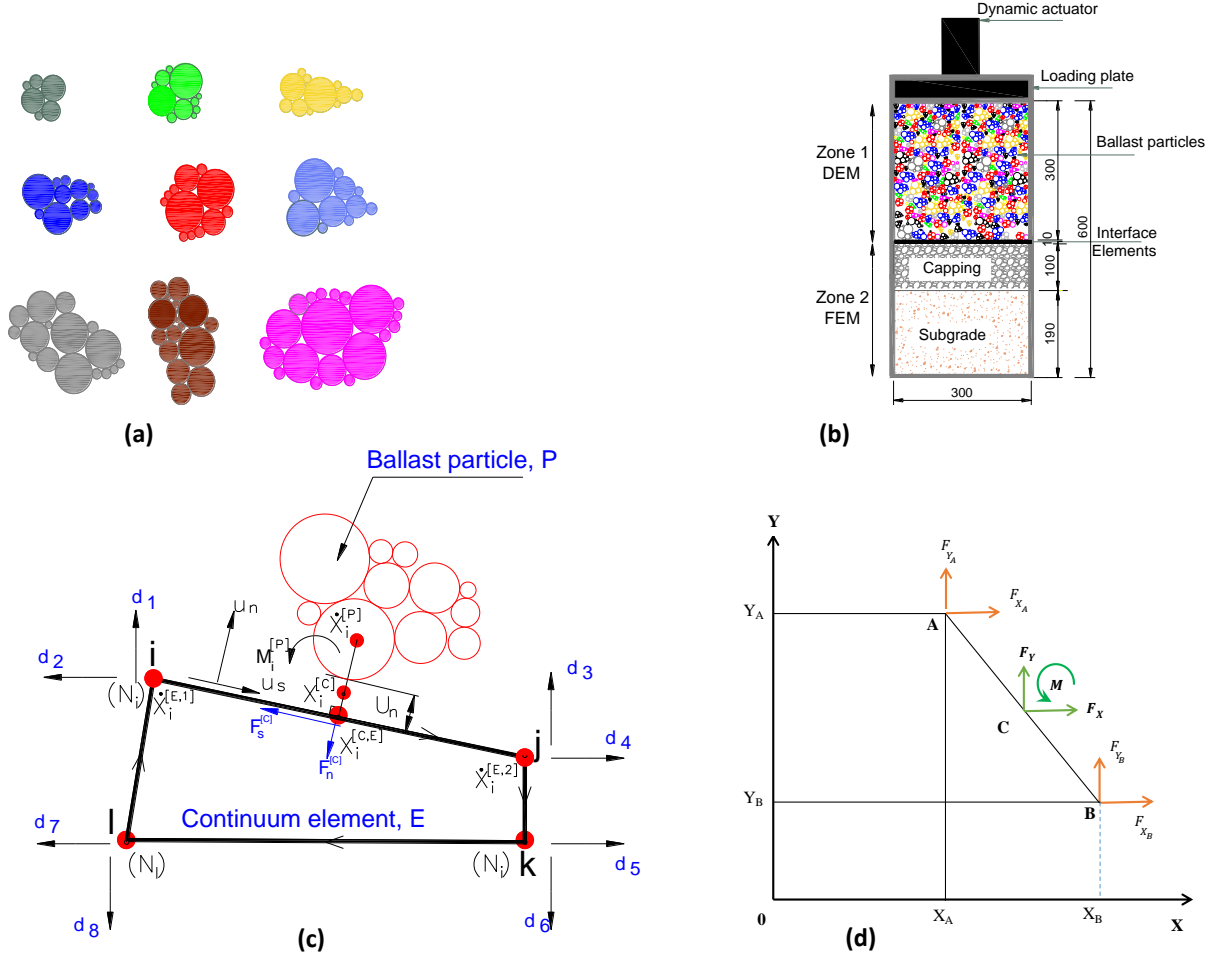 Dynamic actuator
Loading plate
Zone 1
DEM
Ballast particles
300
600
10
Interface
Elements
Capping
100
Zone 2
FEM
Subgrade
190
300
(a)
(b)
Ballast particle, P
d 1
u n
Ẋ i [P]
M i [P]
d 2
i
u s
X i [C]
U n
d 3
(N i)
Ẋ i [E,1]
F s [C]
X i [C,E]
j
d 4
F n [C]
Ẋ i [E,2]
Continuum element, E
d 7
l
(N l)
(N i)
k
d 5
d 8
d 6
(c)
Y
F Y A
F X A
Y A
A
F Y
M
F X
C
F Y B
Y B
B
F X B
0
X A
X B
X
(d)